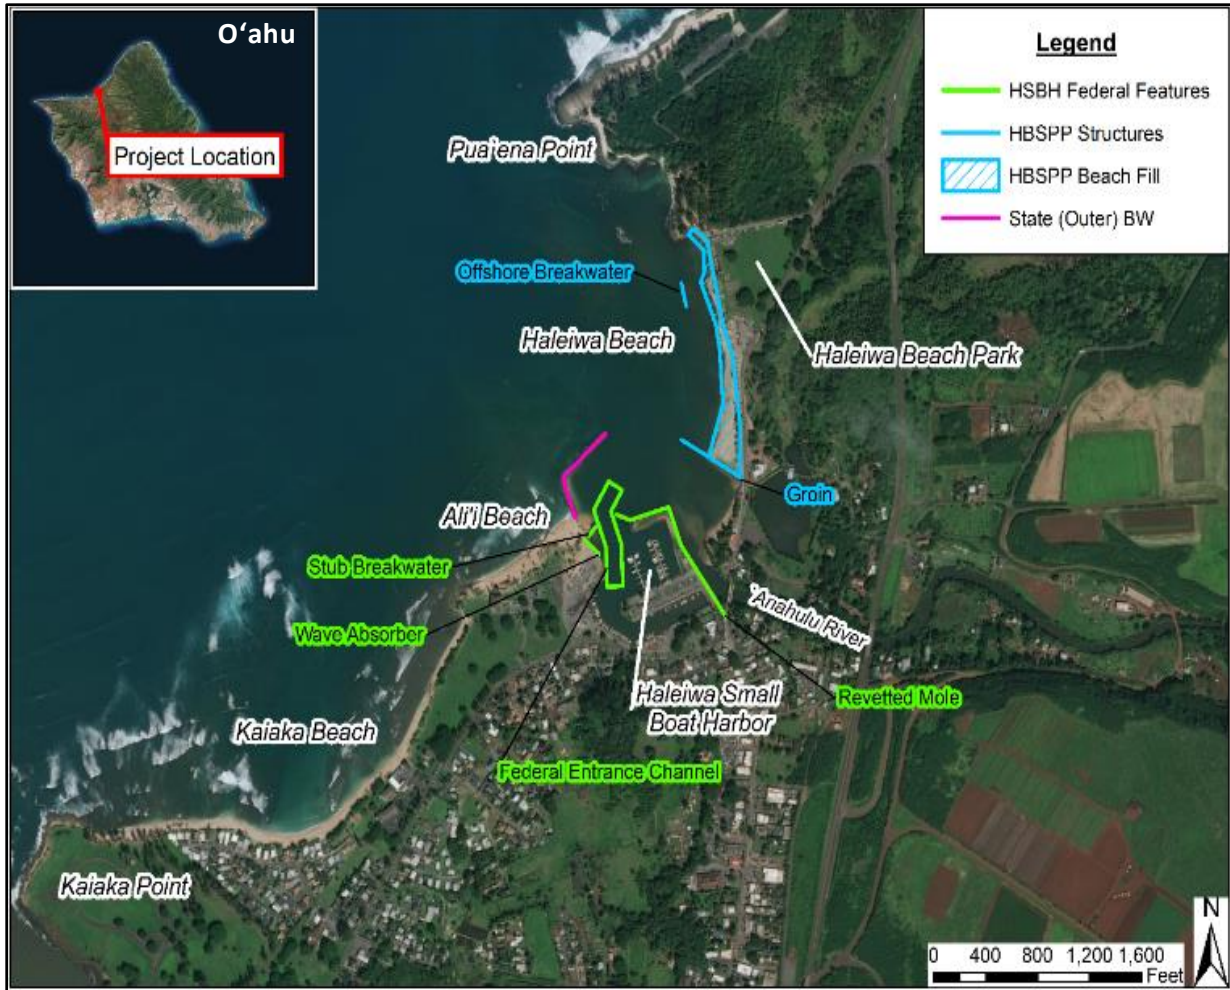 Oʻahu
Project Location
Legend
HSBH Federal Features
HBSPP Structures
HBSPP Beach Fill
State (Outer) BW
Pua'ena Point
Offshore Breakwater
Haleiwa Beach
Haleiwa Beach Park
Groin
Ali'i Beach
Stub Breakwater
Wave Absorber
'Anahulu River
Haleiwa Small
Boat Harbor
Revetted Mole
Kaiaka Beach
Federal Entrance Channel
Kaiaka Point
N
0 400 800 1,200 1,600
Feet